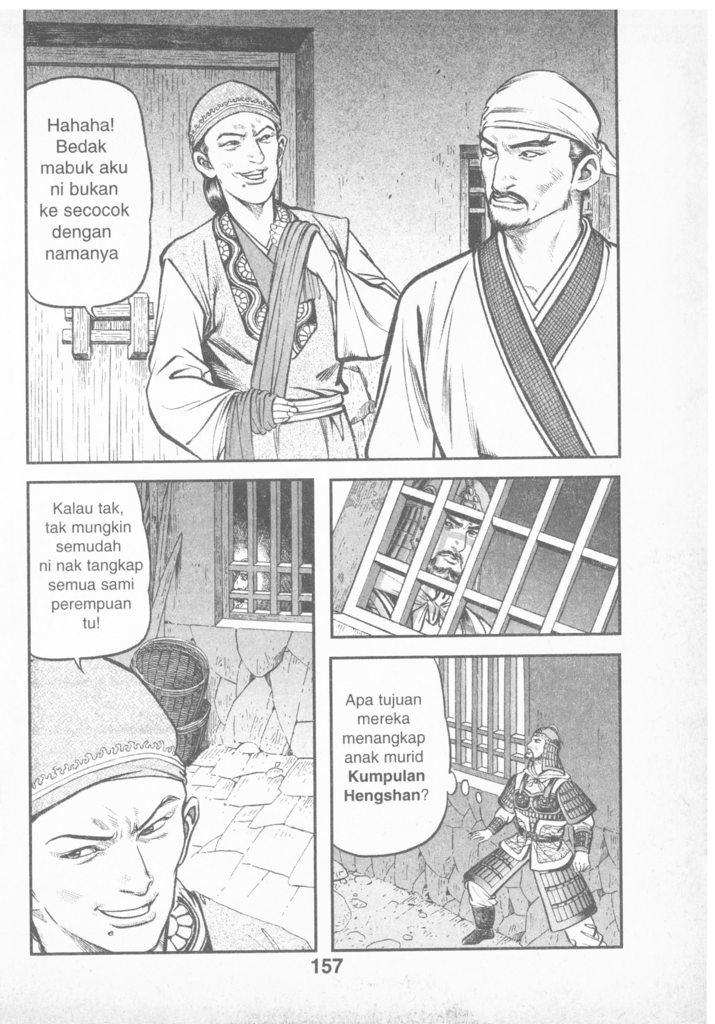 Hahaha!
Bedak
mabuk aku
ni bukan
ke secocok
dengan
namanya
Kalau tak,
tak mungkin
semudah
ni nak tangkap
semua sami
perempuan
tu!
Apa tujuan
mereka
menangkap
anak murid
Kumpulan
Hengshan?
157